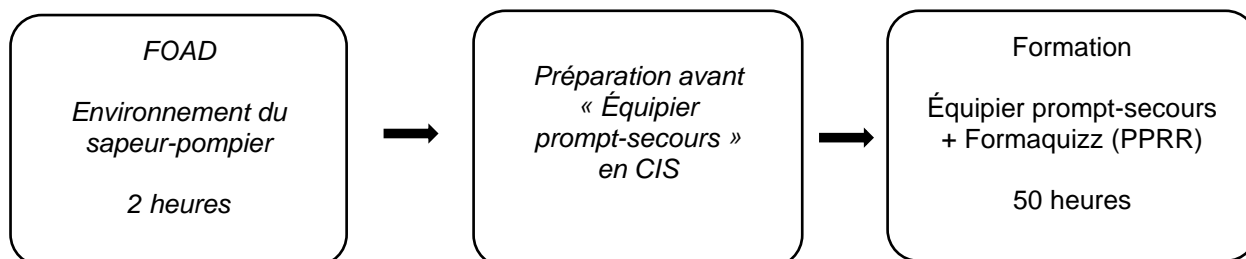 FOAD
Environnement du
sapeur-pompier
2 heures
Préparation avant
« Équipier
prompt-secours »
en CIS
Formation
Équipier prompt-secours
+ Formaquizz (PPRR)
50 heures